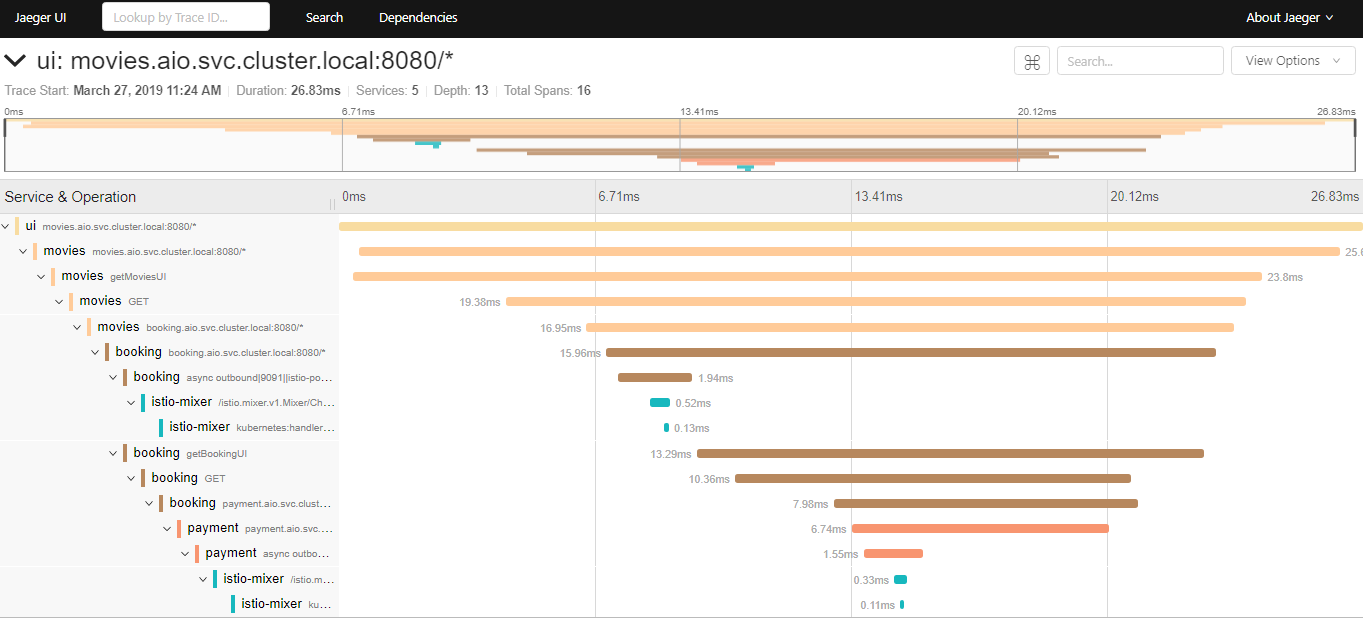 Jaeger UI Lookup by Trace ID... Search Dependencies About Jaeger
ui: movies.aio.svc.cluster.local:8080/* Search... View Options
Trace Start: March 27, 2019 11:24 AM Duration: 26.83ms Services: 5 Depth: 13 Total Spans: 16
0ms 6.71ms 13.41ms 20.12ms 26.83ms
Service & Operation 0ms 6.71ms 13.41ms 20.12ms 26.83ms
ui movies.aio.svc.cluster.local:8080/*
movies movies.aio.svc.cluster.local:8080/* 25.6
movies getMoviesUI 23.8ms
movies GET 19.38ms
movies booking.aio.svc.cluster.local:8080/* 16.95ms
booking booking.aio.svc.cluster.local:8080/* 15.96ms
booking async outbound|9091||istio-po... 1.94ms
istio-mixer /istio.mixer.v1.Mixer/Ch... 0.52ms
istio-mixer kubernetes:handler... 0.13ms
booking getBookingUI 13.29ms
booking GET 10.36ms
booking payment.aio.svc.clust... 7.98ms
payment payment.aio.svc.... 6.74ms
payment async outbo... 1.55ms
istio-mixer /istio.m... 0.33ms
istio-mixer ku... 0.11ms